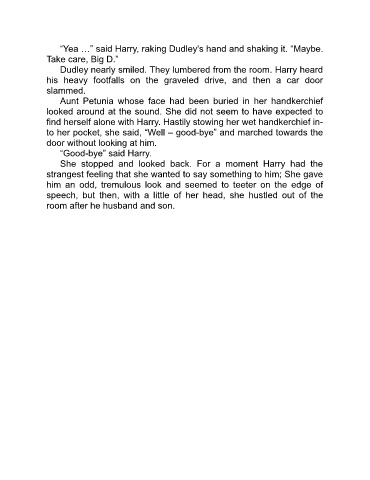 “Yea …” said Harry, raking Dudley's hand and shaking it. “Maybe.
Take care, Big D.”
Dudley nearly smiled. They lumbered from the room. Harry heard
his heavy footfalls on the graveled drive, and then a car door
slammed.
Aunt Petunia whose face had been buried in her handkerchief
looked around at the sound. She did not seem to have expected to
find herself alone with Harry. Hastily stowing her wet handkerchief in-
to her pocket, she said, “Well – good-bye” and marched towards the
door without looking at him.
“Good-bye” said Harry.
She stopped and looked back. For a moment Harry had the
strangest feeling that she wanted to say something to him; She gave
him an odd, tremulous look and seemed to teeter on the edge of
speech, but then, with a little of her head, she hustled out of the
room after he husband and son.